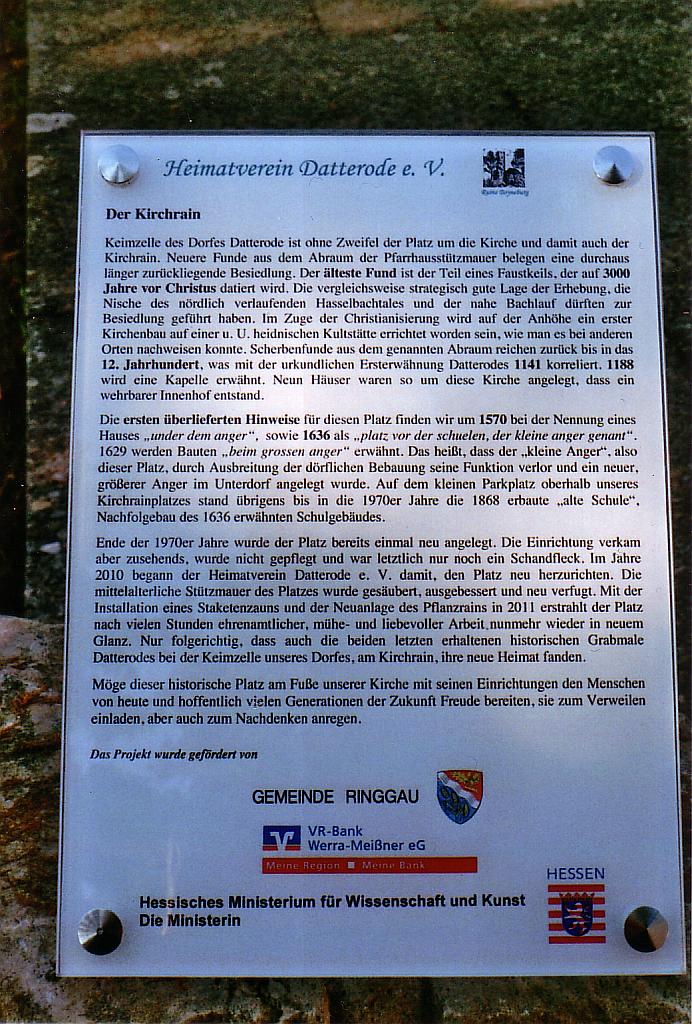 Heimatverein Datterode e. V.
Ruine Boyneburg
Der Kirchrain
Keimzelle des Dorfes Datterode ist ohne Zweifel der Platz um die Kirche und damit auch der
Kirchrain. Neuere Funde aus dem Abraum der Pfarrhausstützmauer belegen eine durchaus
länger zurückliegende Besiedlung. Der älteste Fund ist der Teil eines Faustkeils, der auf 3000
Jahre vor Christus datiert wird. Die vergleichsweise strategisch gute Lage der Erhebung, die
Nische des nördlich verlaufenden Hasselbachtales und der nahe Bachlauf dürften zur
Besiedlung geführt haben. Im Zuge der Christianisierung wird auf der Anhöhe ein erster
Kirchenbau auf einer u. U. heidnischen Kultstätte errichtet worden sein, wie man es bei anderen
Orten nachweisen konnte. Scherbenfunde aus dem genannten Abraum reichen zurück bis in das
12. Jahrhundert, was mit der urkundlichen Ersterwähnung Datterodes 1141 korreliert. 1188
wird eine Kapelle erwähnt. Neun Häuser waren so um diese Kirche angelegt, dass ein
wehrbarer Innenhof entstand.
Die ersten überlieferten Hinweise für diesen Platz finden wir um 1570 bei der Nennung eines
Hauses „under dem anger“, sowie 1636 als „platz vor der schuelen, der kleine anger genant“.
1629 werden Bauten „beim grossen anger“ erwähnt. Das heißt, dass der „kleine Anger“, also
dieser Platz, durch Ausbreitung der dörflichen Bebauung seine Funktion verlor und ein neuer,
größerer Anger im Unterdorf angelegt wurde. Auf dem kleinen Parkplatz oberhalb unseres
Kirchrainplatzes stand übrigens bis in die 1970er Jahre die 1868 erbaute „alte Schule“,
Nachfolgebau des 1636 erwähnten Schulgebäudes.
Ende der 1970er Jahre wurde der Platz bereits einmal neu angelegt. Die Einrichtung verkam
aber zusehends, wurde nicht gepflegt und war letztlich nur noch ein Schandfleck. Im Jahre
2010 begann der Heimatverein Datterode e. V. damit, den Platz neu herzurichten. Die
mittelalterliche Stützmauer des Platzes wurde gesäubert, ausgebessert und neu verfugt. Mit der
Installation eines Staketenzauns und der Neuanlage des Pflanzrains in 2011 erstrahlt der Platz
nach vielen Stunden ehrenamtlicher, mühe- und liebevoller Arbeit nunmehr wieder in neuem
Glanz. Nur folgerichtig, dass auch die beiden letzten erhaltenen historischen Grabmale
Datterodes bei der Keimzelle unseres Dorfes, am Kirchrain, ihre neue Heimat fanden.
Möge dieser historische Platz am Fuße unserer Kirche mit seinen Einrichtungen den Menschen
von heute und hoffentlich vielen Generationen der Zukunft Freude bereiten, sie zum Verweilen
einladen, aber auch zum Nachdenken anregen.
Das Projekt wurde gefördert von
GEMEINDE RINGGAU
VR-Bank
Werra-Meißner eG
Meine Region Meine Bank
HESSEN
Hessisches Ministerium für Wissenschaft und Kunst
Die Ministerin